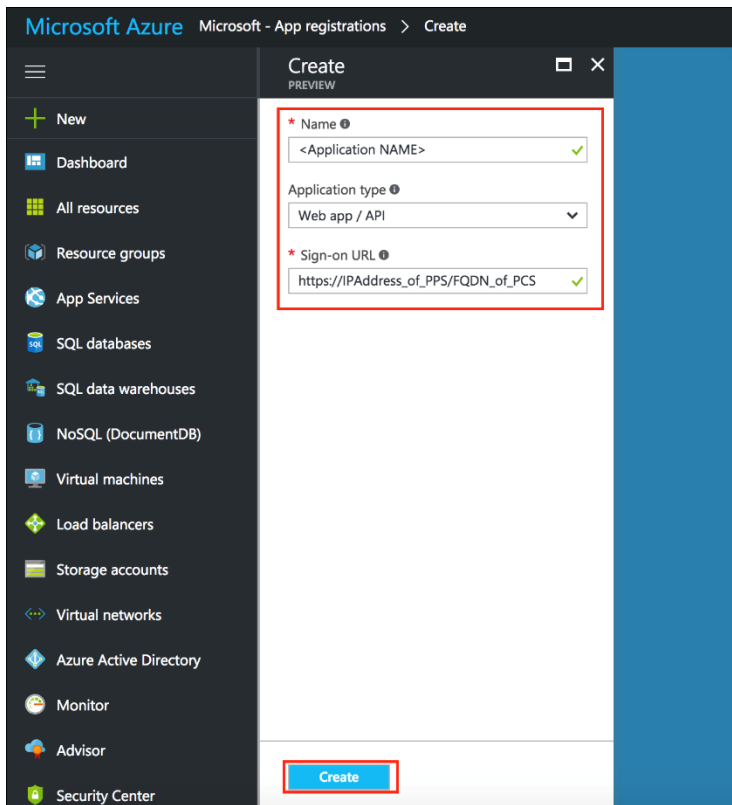 Microsoft Azure Microsoft - App registrations > Create
Create
PREVIEW
New
Dashboard
All resources
Resource groups
App Services
SQL databases
SQL data warehouses
NoSQL (DocumentDB)
Virtual machines
Load balancers
Storage accounts
Virtual networks
Azure Active Directory
Monitor
Advisor
Security Center
* Name
<Application NAME>
Application type
Web app / API
* Sign-on URL
https://IPAddress_of_PPS/FQDN_of_PCS
Create